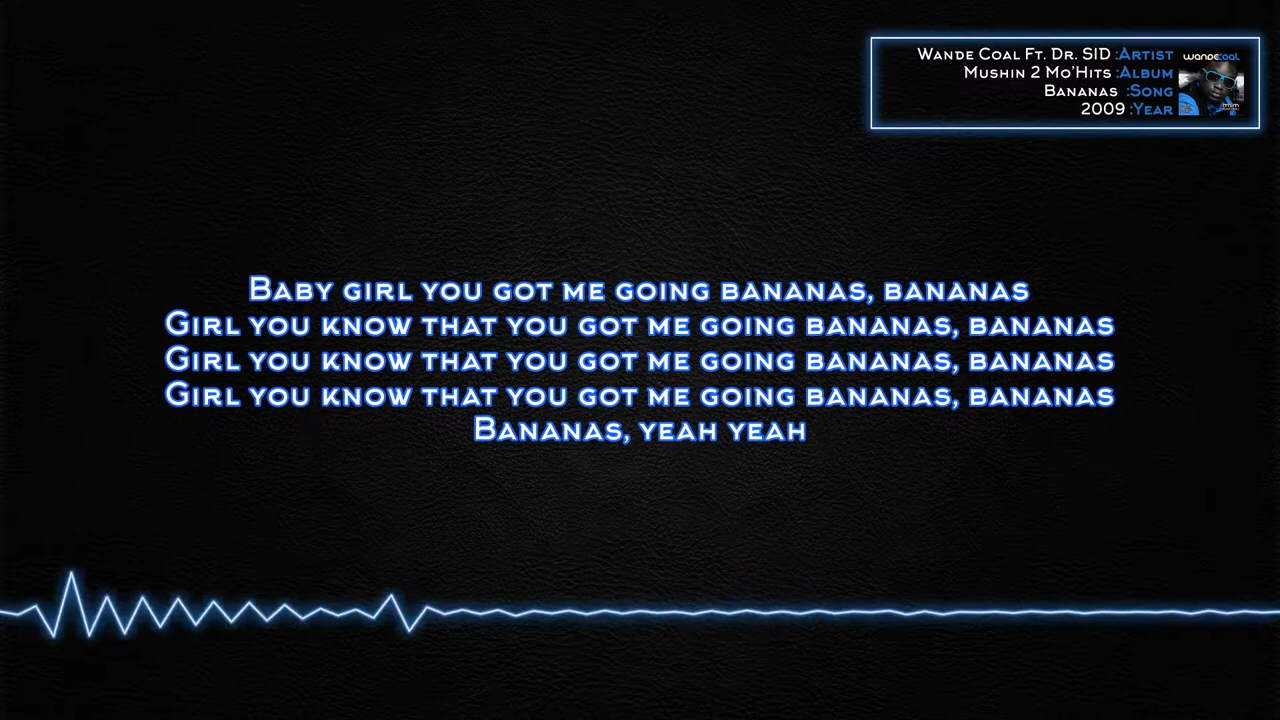 Wande Coal Ft. Dr. SID :Artist
Mushin 2 Mo'Hits :Album
Bananas :Song
2009 :Year
wandecoal
Baby girl you got me going bananas, bananas
Girl you know that you got me going bananas, bananas
Girl you know that you got me going bananas, bananas
Girl you know that you got me going bananas, bananas
Bananas, yeah yeah